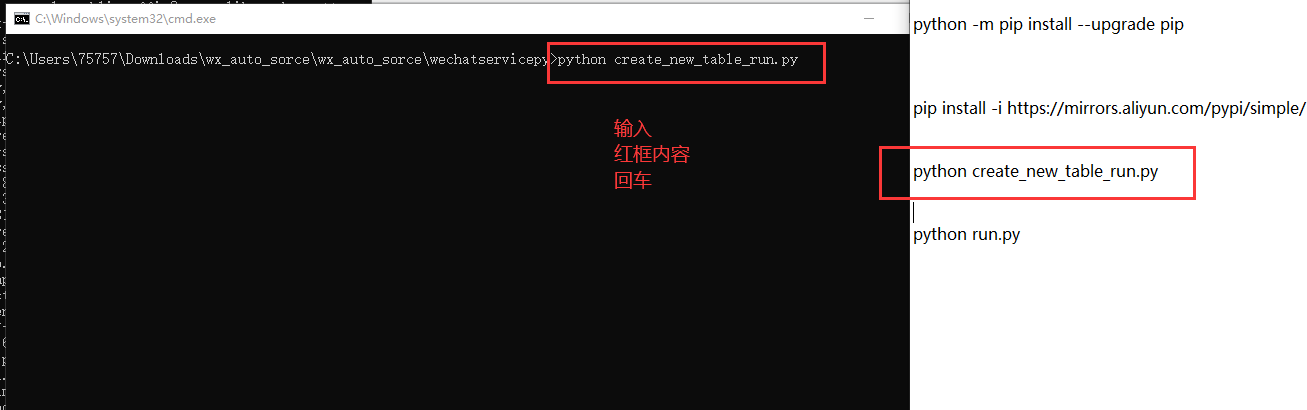 C:\Windows\system32\cmd.exe
C:\Users\75757\Downloads\wx_auto_sorce\wx_auto_sorce\wechatservicepy>python create_new_table_run.py
输入
红框内容
回车
python -m pip install --upgrade pip
pip install -i https://mirrors.aliyun.com/pypi/simple/
python create_new_table_run.py
python run.py